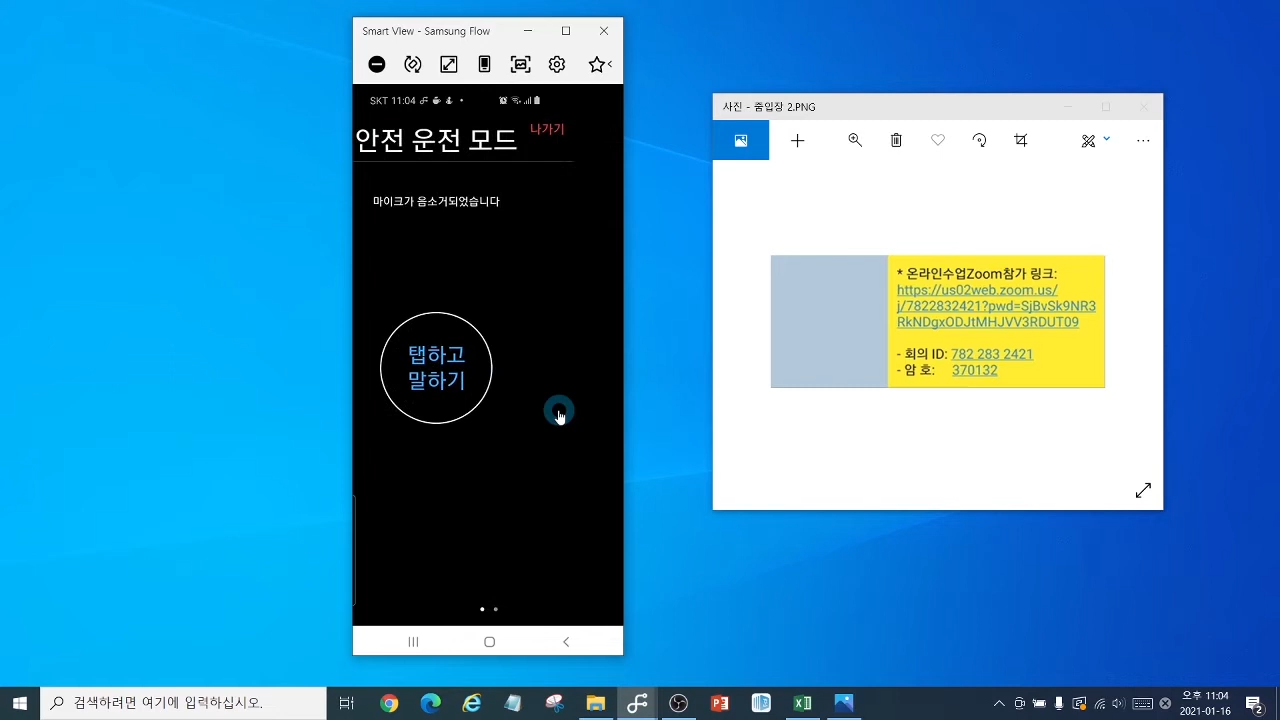 Smart View - Samsung Flow
SKT 11:04
안전 운전 모드
나가기
마이크가 음소거되었습니다
탭하고
말하기
사진 - 줌입장 2.PNG
* 온라인수업Zoom참가 링크:
https://us02web.zoom.us/
j/7822832421?pwd=SjBvSk9NR3
RkNDgxODJtMHJVV3RDUT09
- 회의 ID: 782 283 2421
- 암 호: 370132
검색하려면 여기에 입력하십시오.
오후 11:04
2021-01-16
2